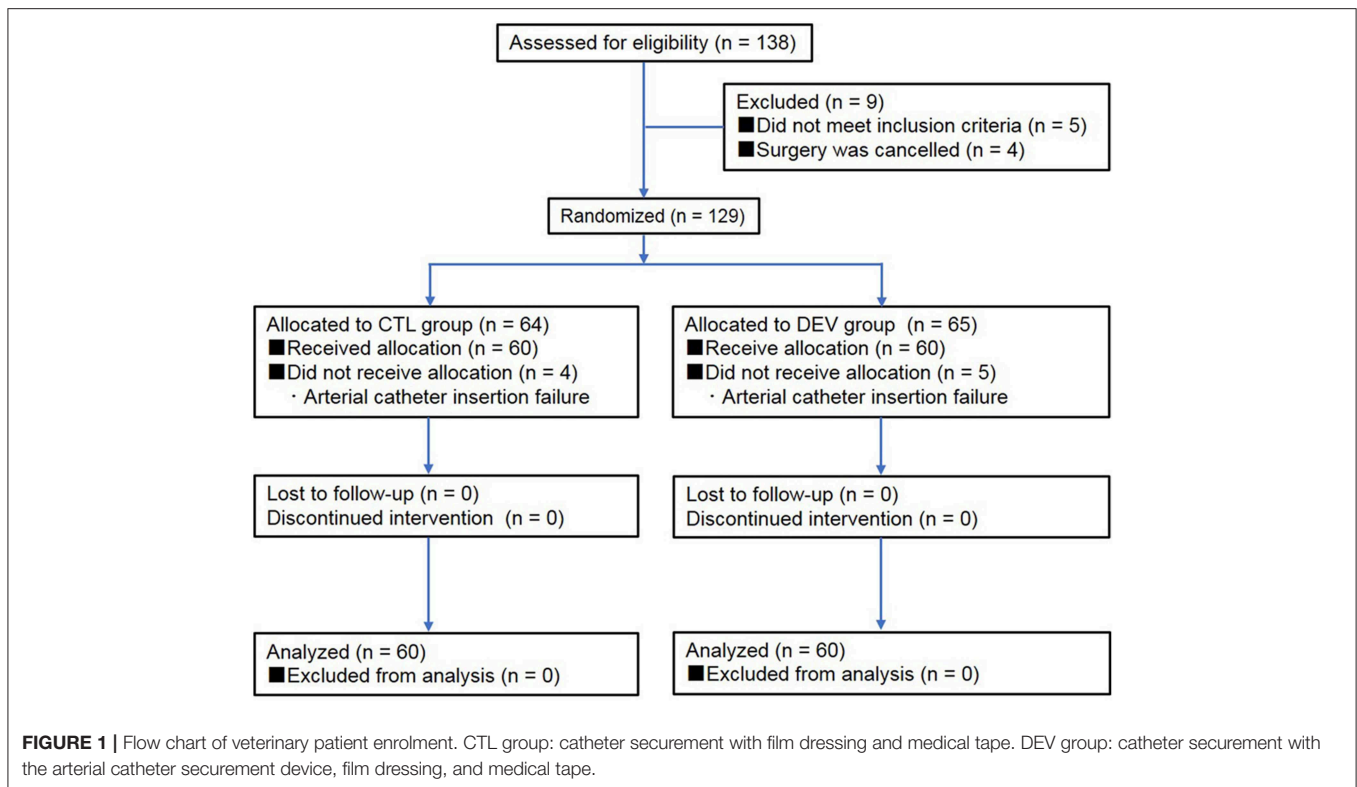 Assessed for eligibility (n = 138)
Excluded (n = 9)
■Did not meet inclusion criteria (n = 5)
■Surgery was cancelled (n = 4)
Randomized (n = 129)
Allocated to CTL group (n = 64)
■Received allocation (n = 60)
■Did not receive allocation (n = 4)
・Arterial catheter insertion failure
Allocated to DEV group (n = 65)
■Receive allocation (n = 60)
■Did not receive allocation (n = 5)
・Arterial catheter insertion failure
Lost to follow-up (n = 0)
Discontinued intervention (n = 0)
Lost to follow-up (n = 0)
Discontinued intervention (n = 0)
Analyzed (n = 60)
■Excluded from analysis (n = 0)
Analyzed (n = 60)
■Excluded from analysis (n = 0)
FIGURE 1 | Flow chart of veterinary patient enrolment. CTL group: catheter securement with film dressing and medical tape. DEV group: catheter securement with
the arterial catheter securement device, film dressing, and medical tape.